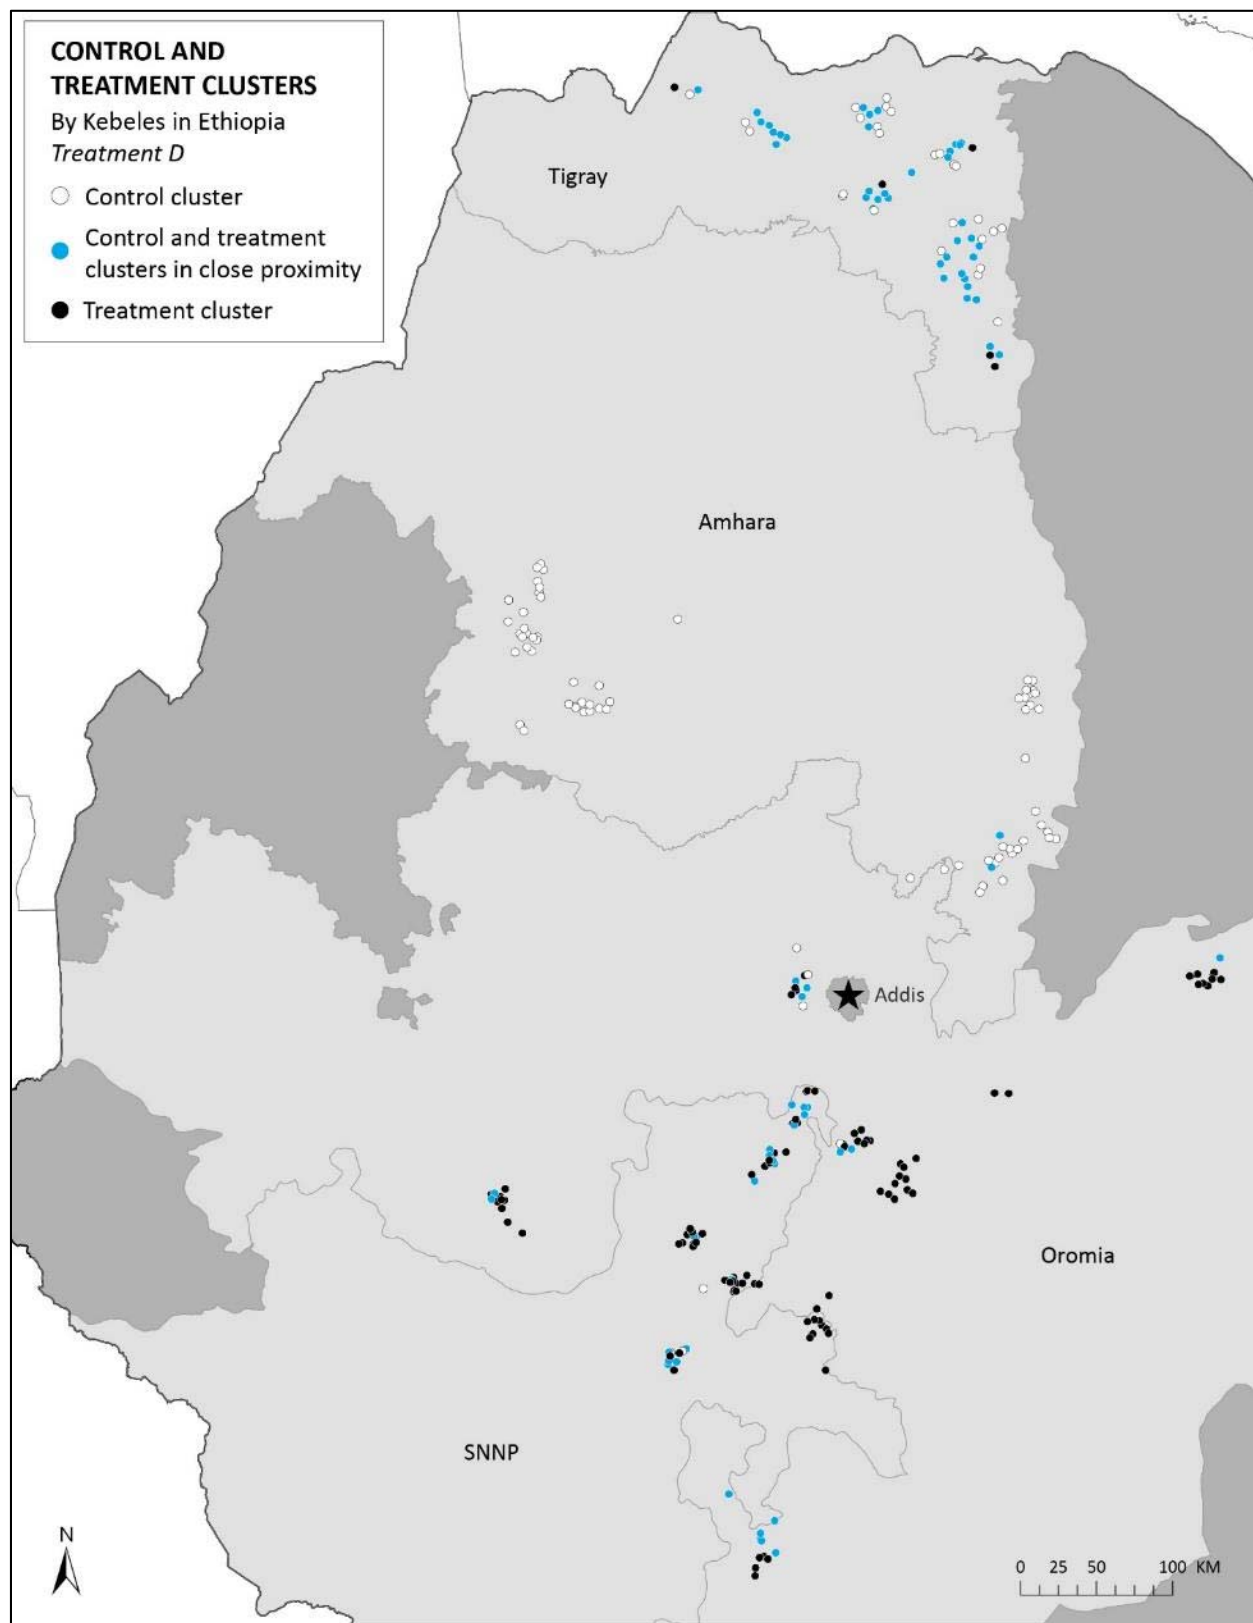 CONTROL AND
TREATMENT CLUSTERS
By Kebeles in Ethiopia
Treatment D
Control cluster
Control and treatment
clusters in close proximity
Treatment cluster
Tigray
Amhara
Addis
Oromia
SNNP
N
0 25 50 100 KM